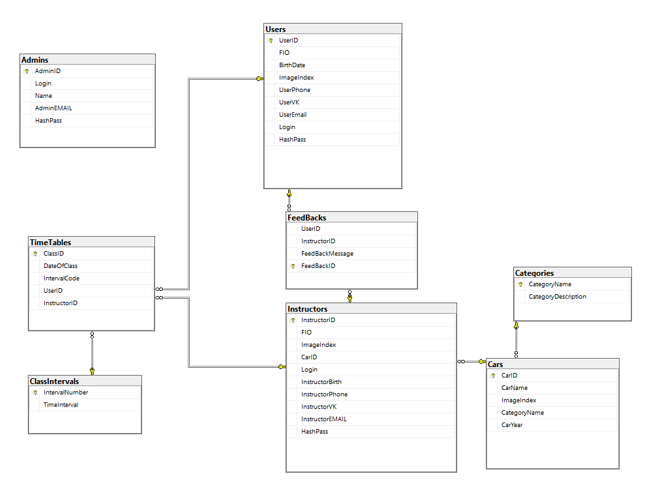 Users
UserID
FIO
BirthDate
ImageIndex
UserPhone
UserVK
UserEmail
Login
HashPass
Admins
AdminID
Login
Name
AdminEMAIL
HashPass
FeedBacks
UserID
InstructorID
FeedBackMessage
FeedBackID
TimeTables
ClassID
DateOfClass
IntervalCode
UserID
InstructorID
Categories
CategoryName
CategoryDescription
Instructors
InstructorID
FIO
ImageIndex
CarID
Login
InstructorBirth
InstructorPhone
InstructorVK
InstructorEMAIL
HashPass
Cars
CarID
CarName
ImageIndex
CategoryName
CarYear
ClassIntervals
IntervalNumber
TimeInterval